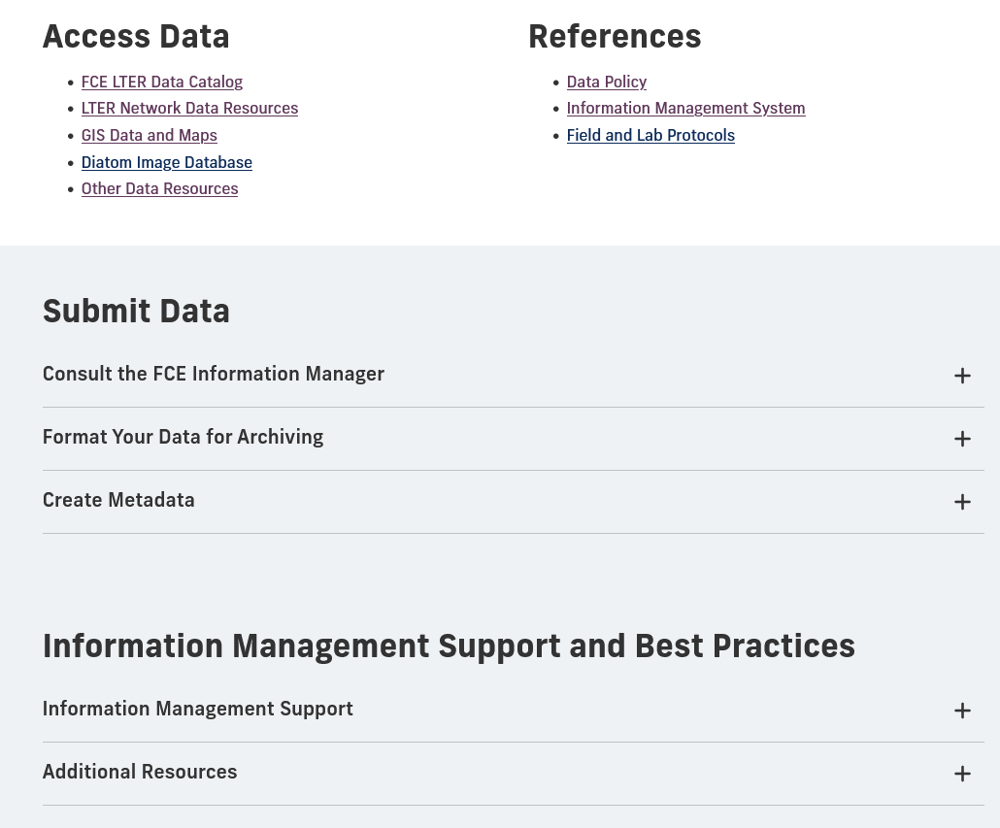 Access Data
FCE LTER Data Catalog
LTER Network Data Resources
GIS Data and Maps
Diatom Image Database
Other Data Resources
References
Data Policy
Information Management System
Field and Lab Protocols
Submit Data
Consult the FCE Information Manager
Format Your Data for Archiving
Create Metadata
Information Management Support and Best Practices
Information Management Support
Additional Resources